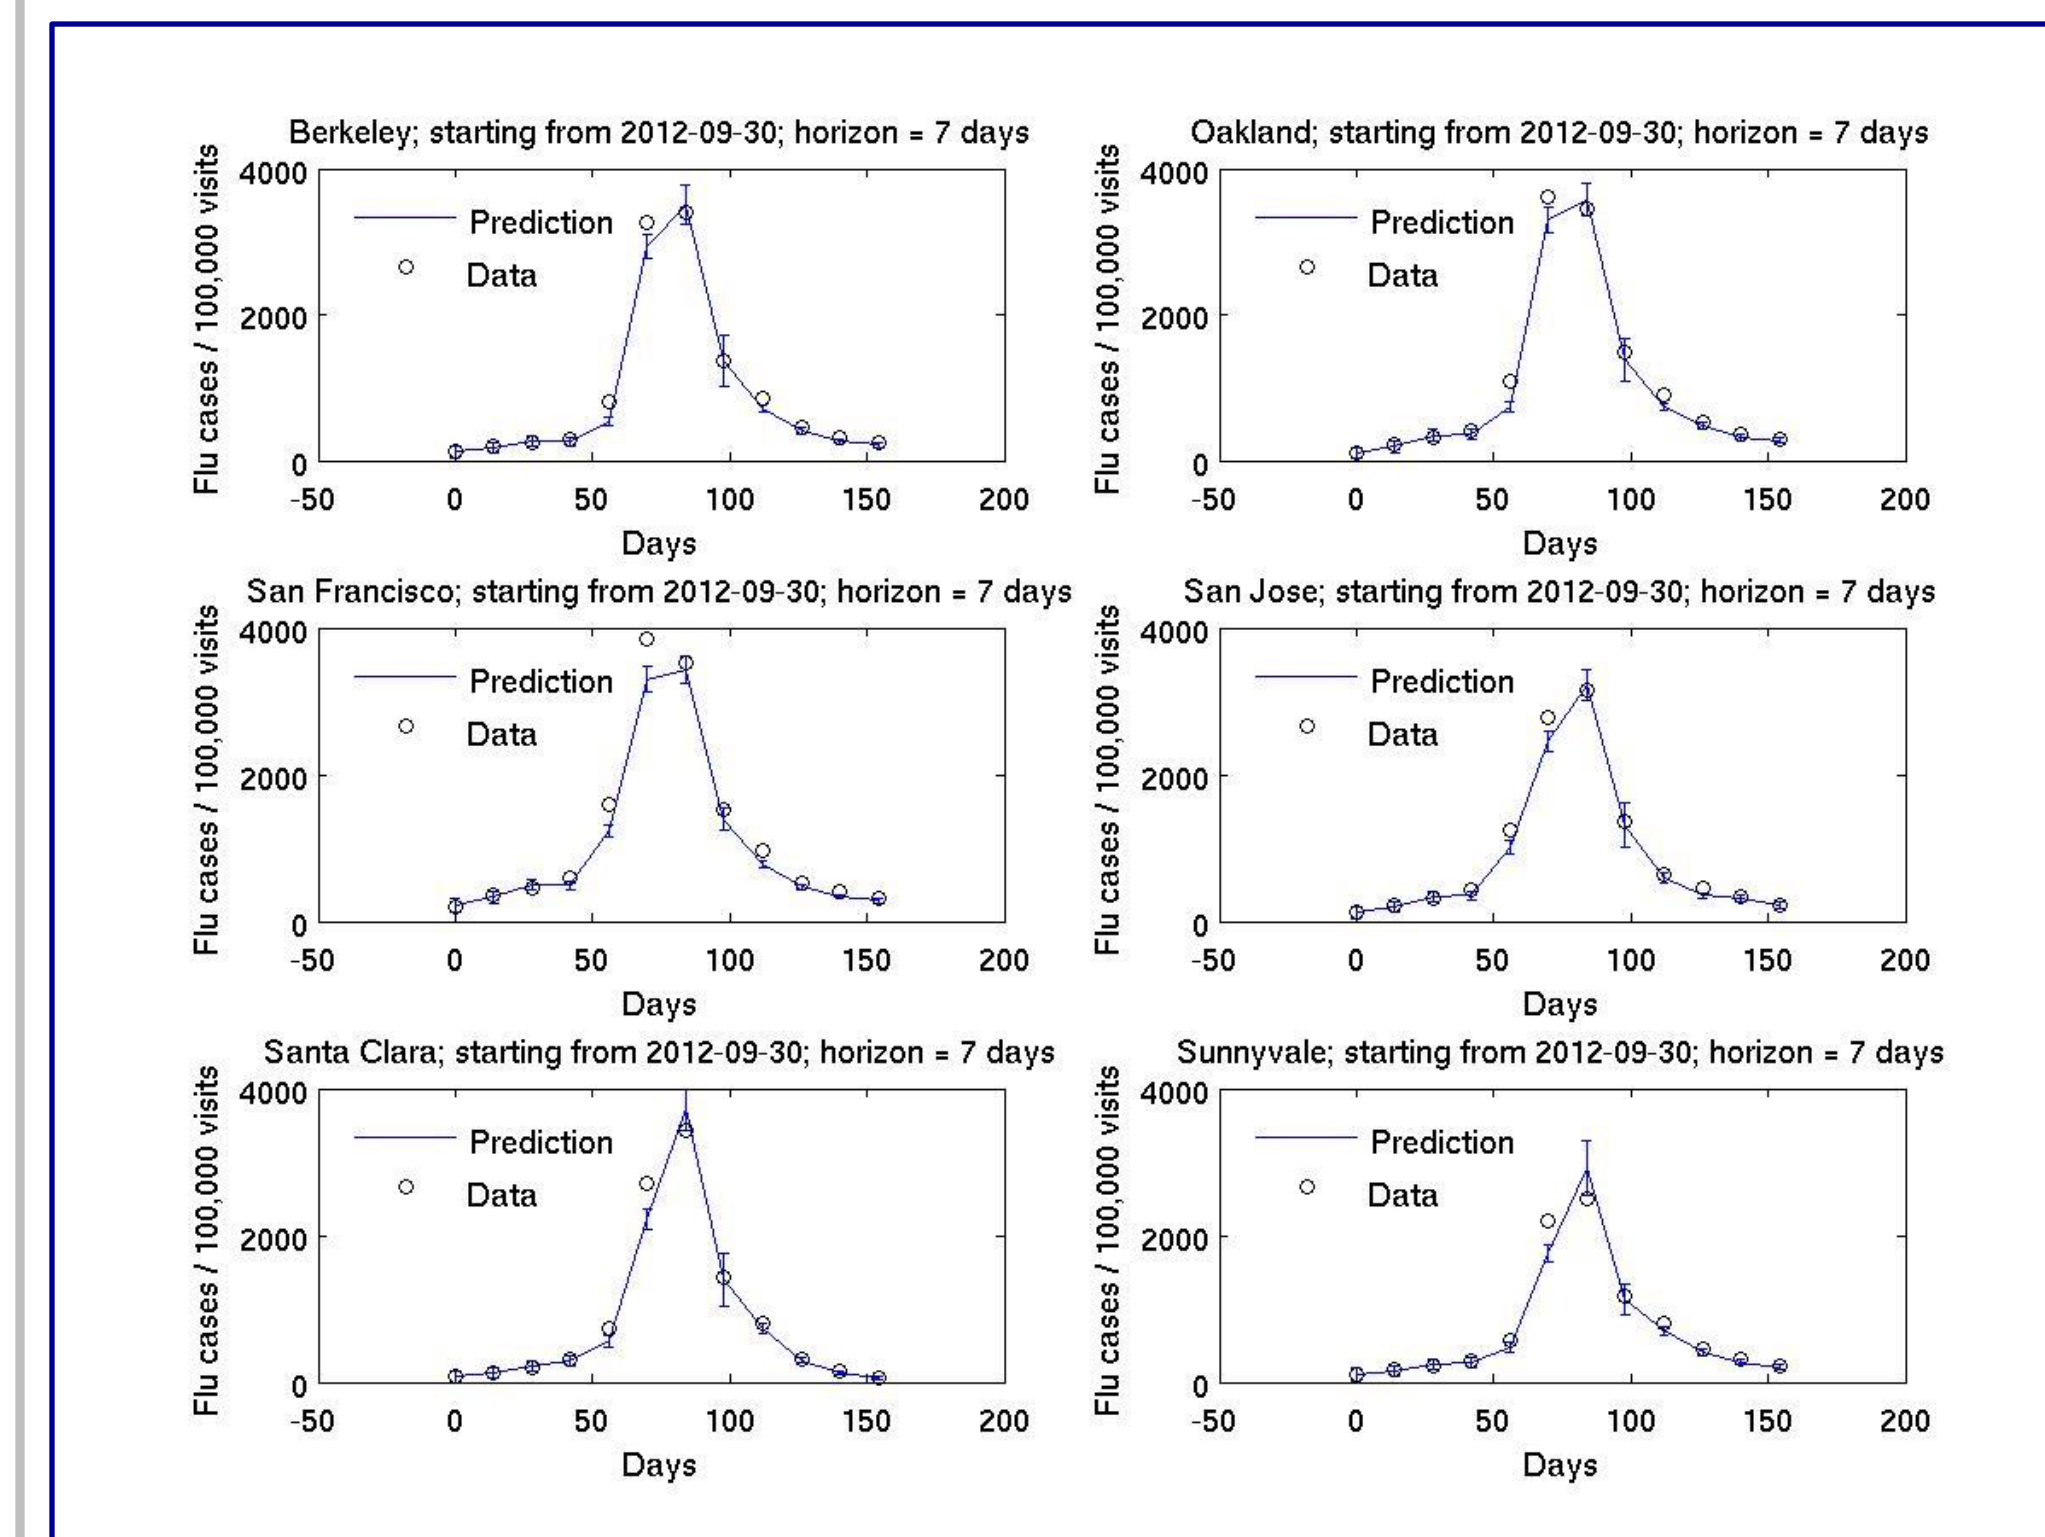 Berkeley; starting from 2012-09-30; horizon = 7 days
Flu cases / 100,000 visits
4000
2000
0
Prediction
Data
-50 0 50 100 150 200
Days
Oakland; starting from 2012-09-30; horizon = 7 days
Flu cases / 100,000 visits
4000
2000
0
Prediction
Data
-50 0 50 100 150 200
Days
San Francisco; starting from 2012-09-30; horizon = 7 days
Flu cases / 100,000 visits
4000
2000
0
Prediction
Data
-50 0 50 100 150 200
Days
San Jose; starting from 2012-09-30; horizon = 7 days
Flu cases / 100,000 visits
4000
2000
0
Prediction
Data
-50 0 50 100 150 200
Days
Santa Clara; starting from 2012-09-30; horizon = 7 days
Flu cases / 100,000 visits
4000
2000
0
Prediction
Data
-50 0 50 100 150 200
Days
Sunnyvale; starting from 2012-09-30; horizon = 7 days
Flu cases / 100,000 visits
4000
2000
0
Prediction
Data
-50 0 50 100 150 200
Days